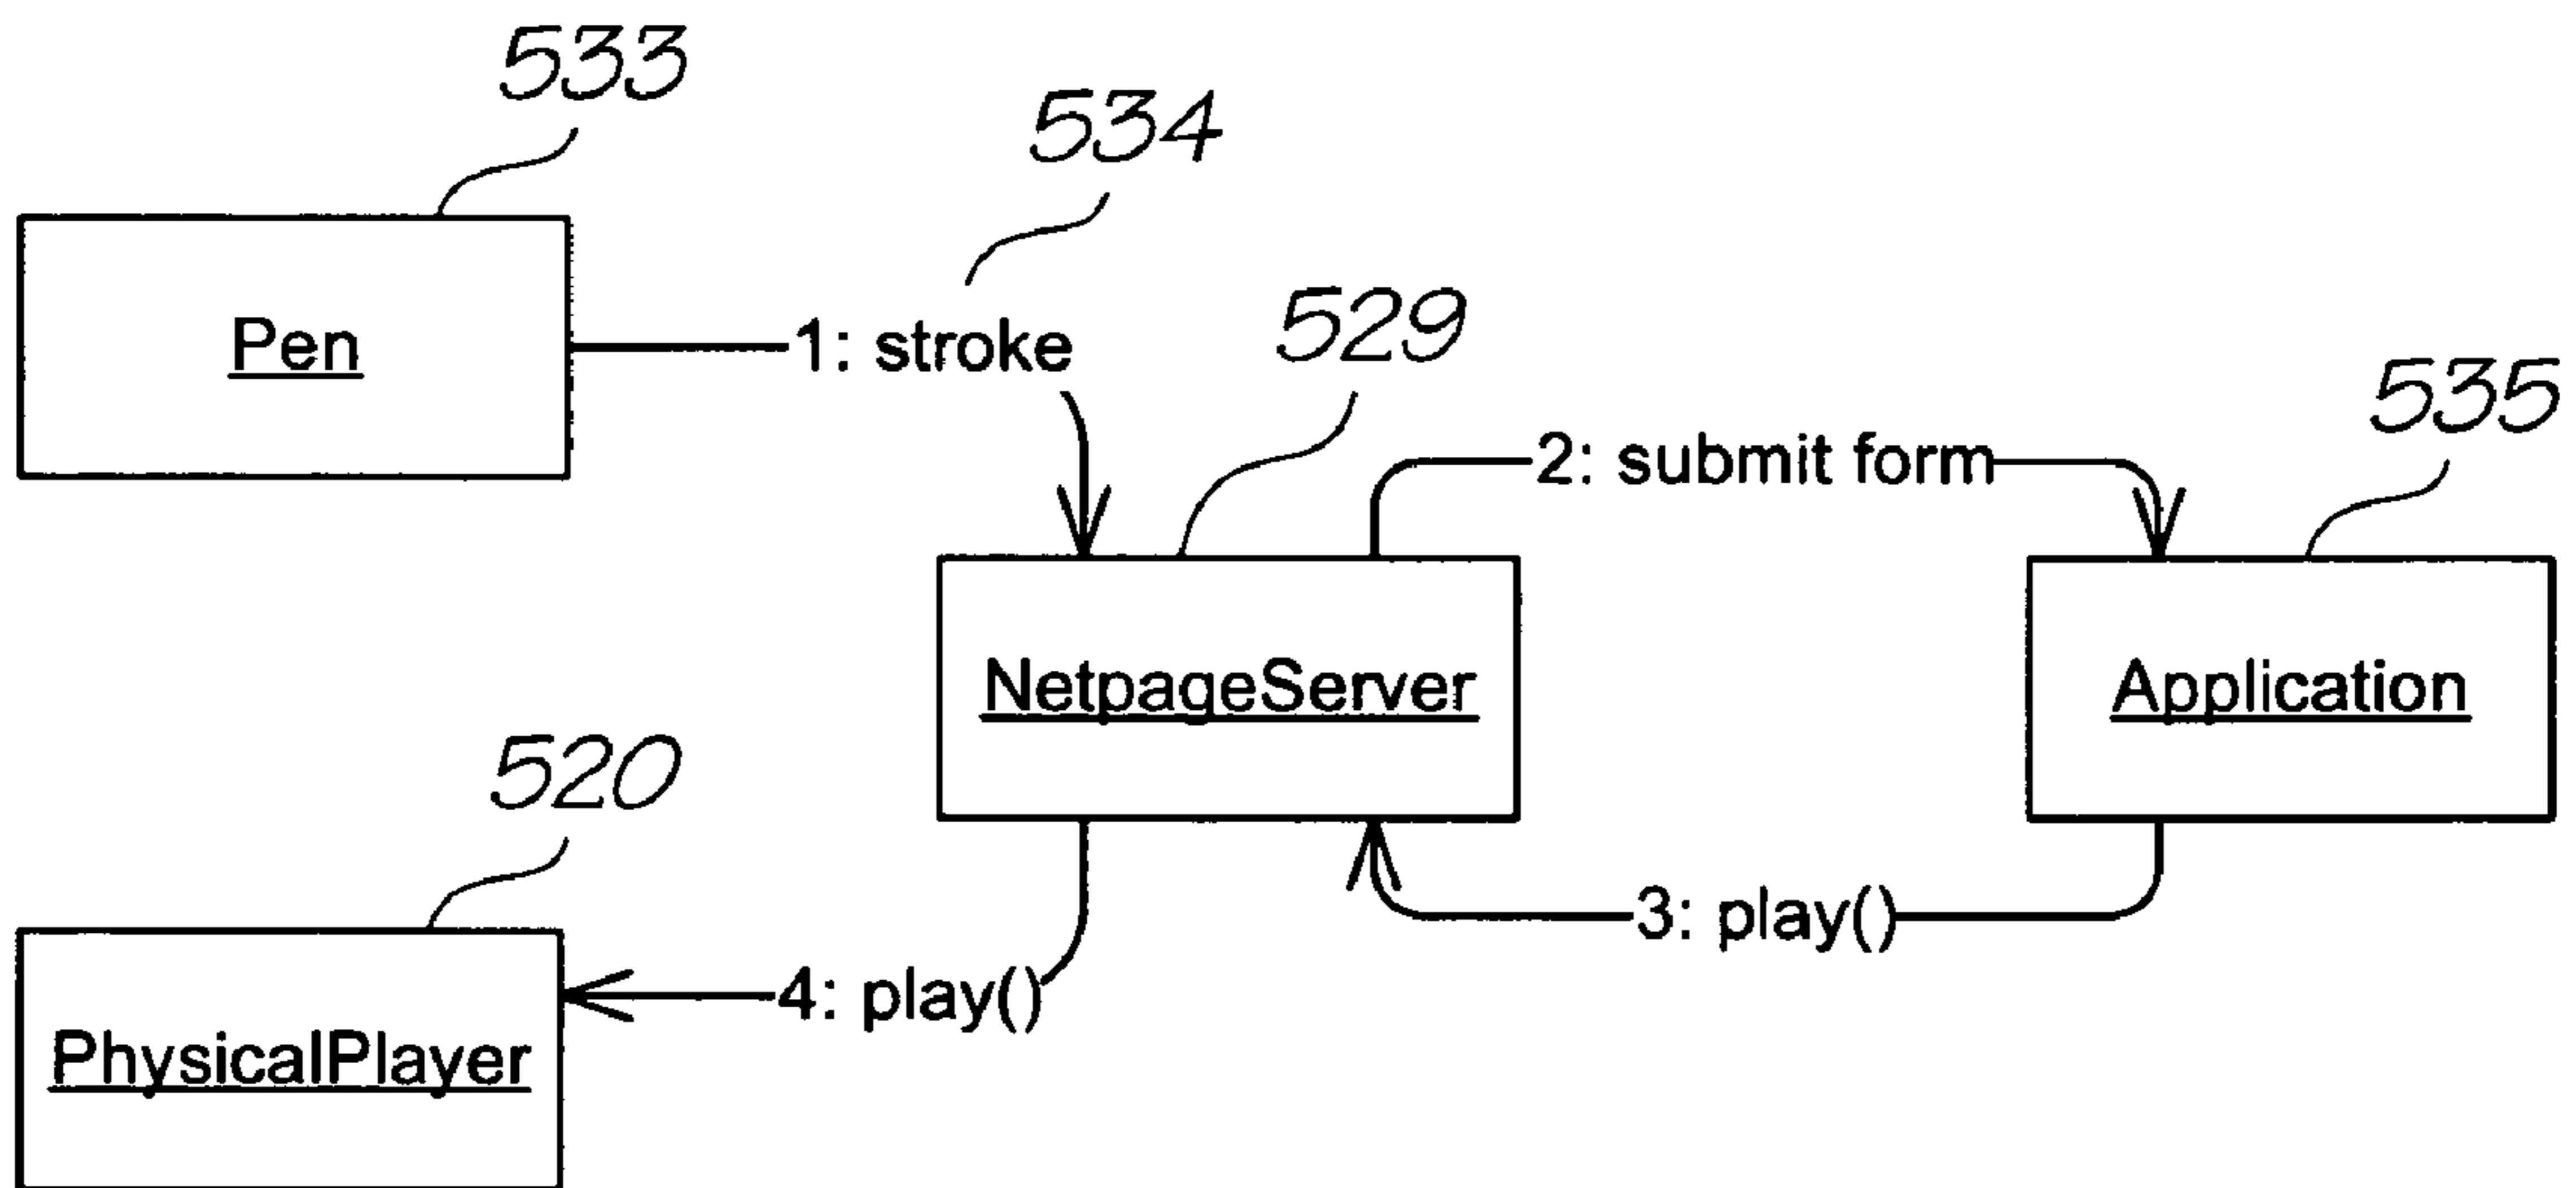 533
534
Pen
1: stroke
529
535
2: submit form
NetpageServer
Application
520
3: play()
4: play()
PhysicalPlayer